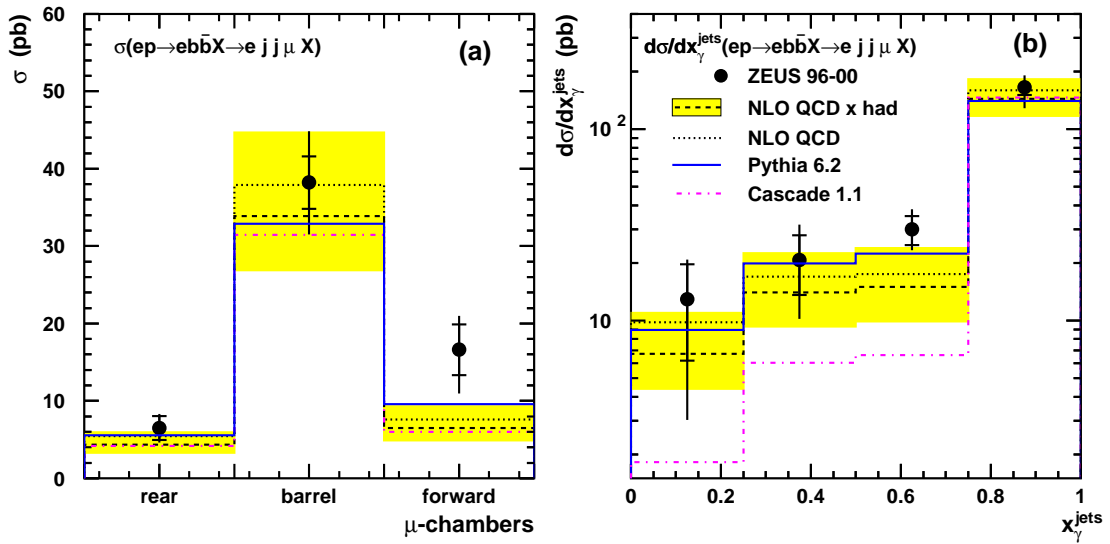 σ (pb)
60
50
40
30
20
10
0
σ(ep→ebb̄X→e j j μ X)
(a)
rear barrel forward
μ-chambers
dσ/dx_γ^jets (pb)
10^2
10
dσ/dx_γ^jets(ep→ebb̄X→e j j μ X)
(b)
ZEUS 96-00
NLO QCD x had
NLO QCD
Pythia 6.2
Cascade 1.1
0 0.2 0.4 0.6 0.8 1
x_γ^jets